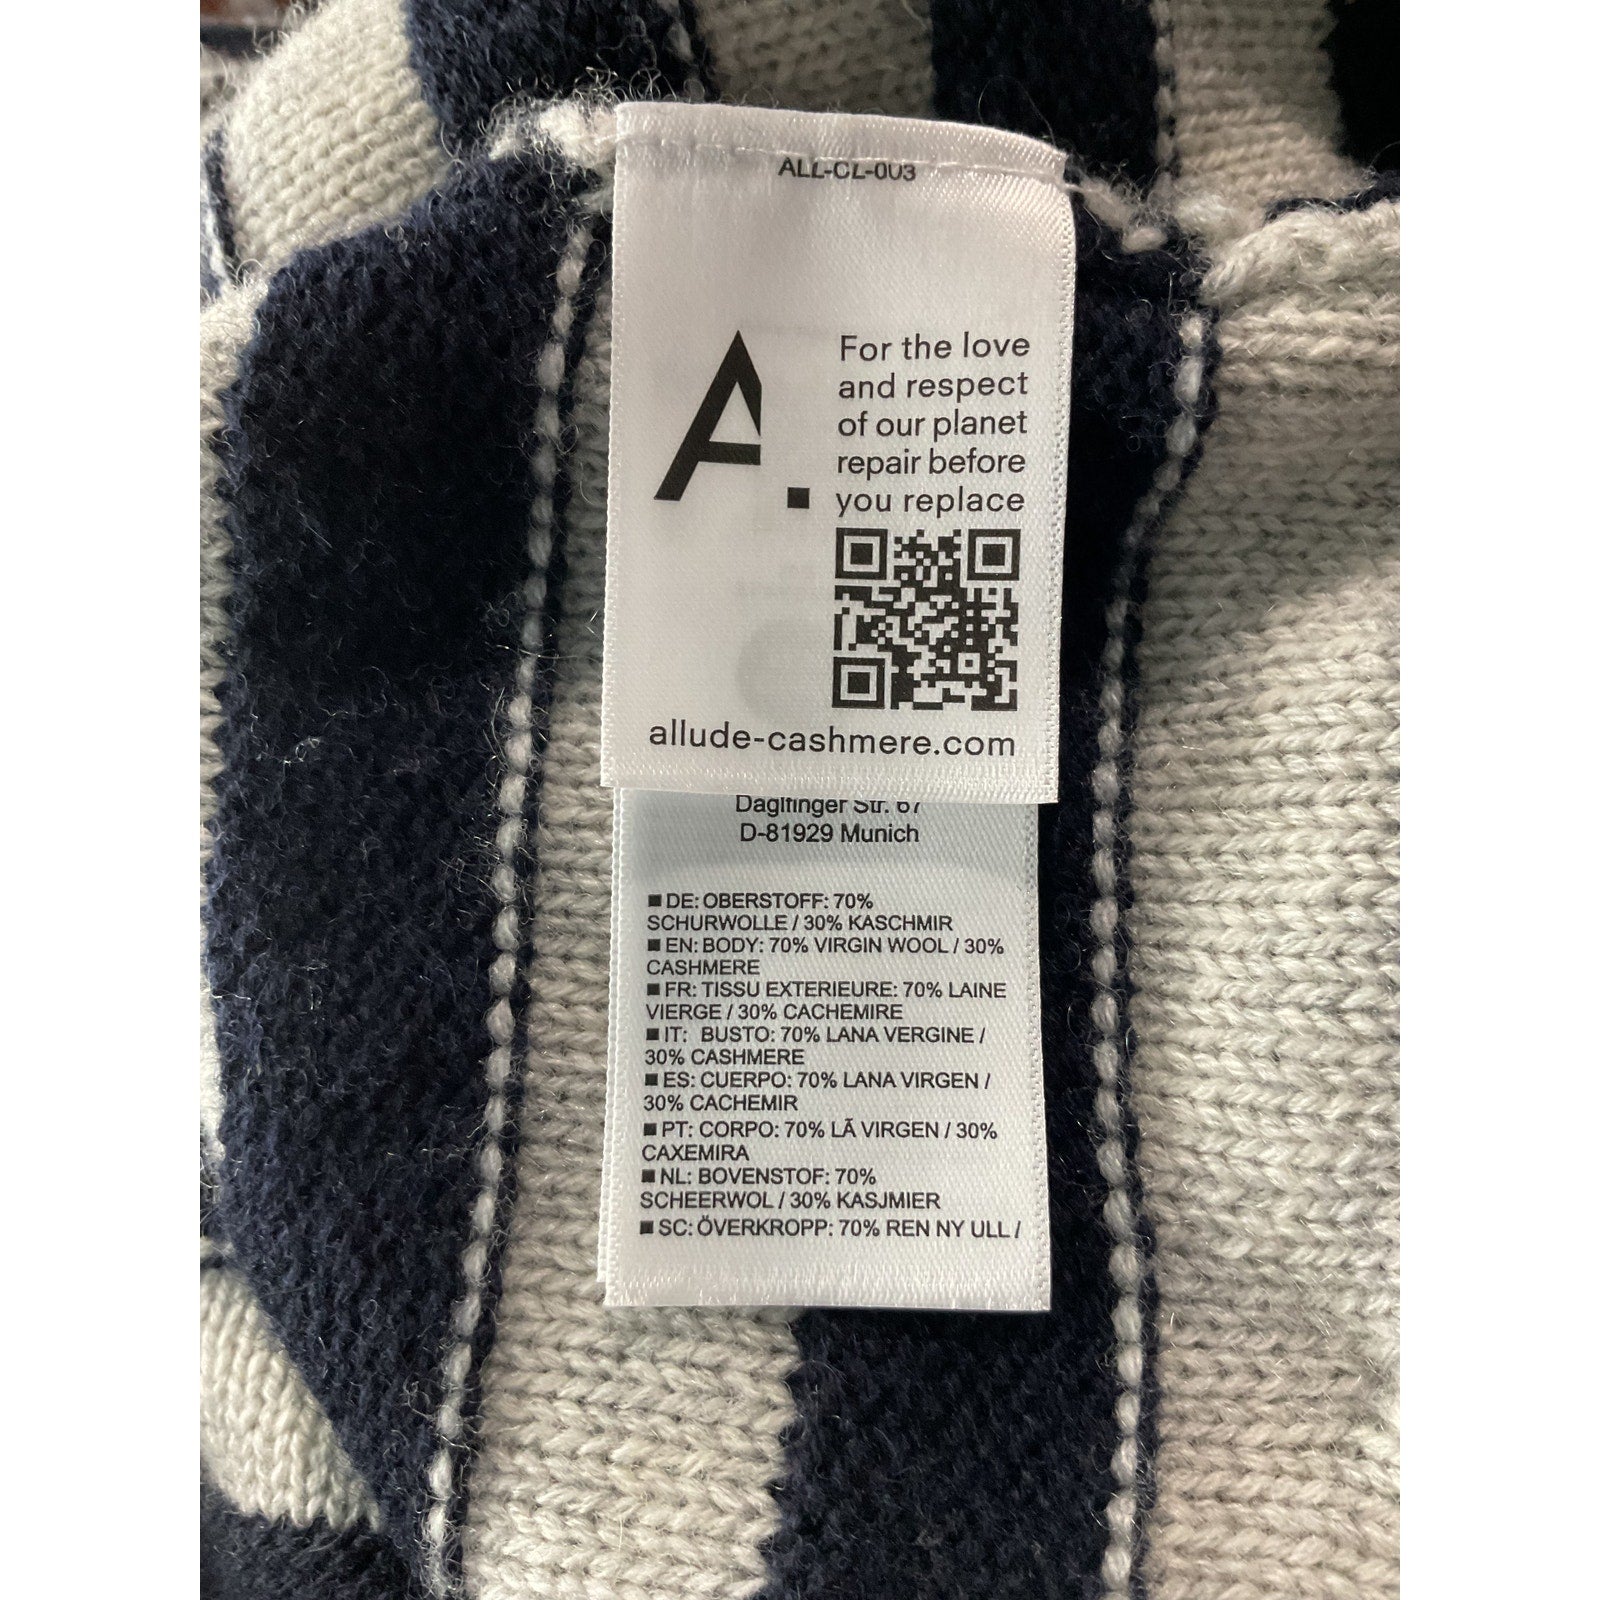 ALL-CL-003
A.
For the love
and respect
of our planet
repair before
you replace
allude-cashmere.com
Daglfinger Str. 67
D-81929 Munich
■ DE: OBERSTOFF: 70%
SCHURWOLLE / 30% KASCHMIR
■ EN: BODY: 70% VIRGIN WOOL / 30%
CASHMERE
■ FR: TISSU EXTERIEURE: 70% LAINE
VIERGE / 30% CACHEMIRE
■ IT: BUSTO: 70% LANA VERGINE /
30% CASHMERE
■ ES: CUERPO: 70% LANA VIRGEN /
30% CACHEMIR
■ PT: CORPO: 70% LÃ VIRGEN / 30%
CAXEMIRA
■ NL: BOVENSTOF: 70%
SCHEERWOL / 30% KASJMIER
■ SC: ÖVERKROPP: 70% REN NY ULL /